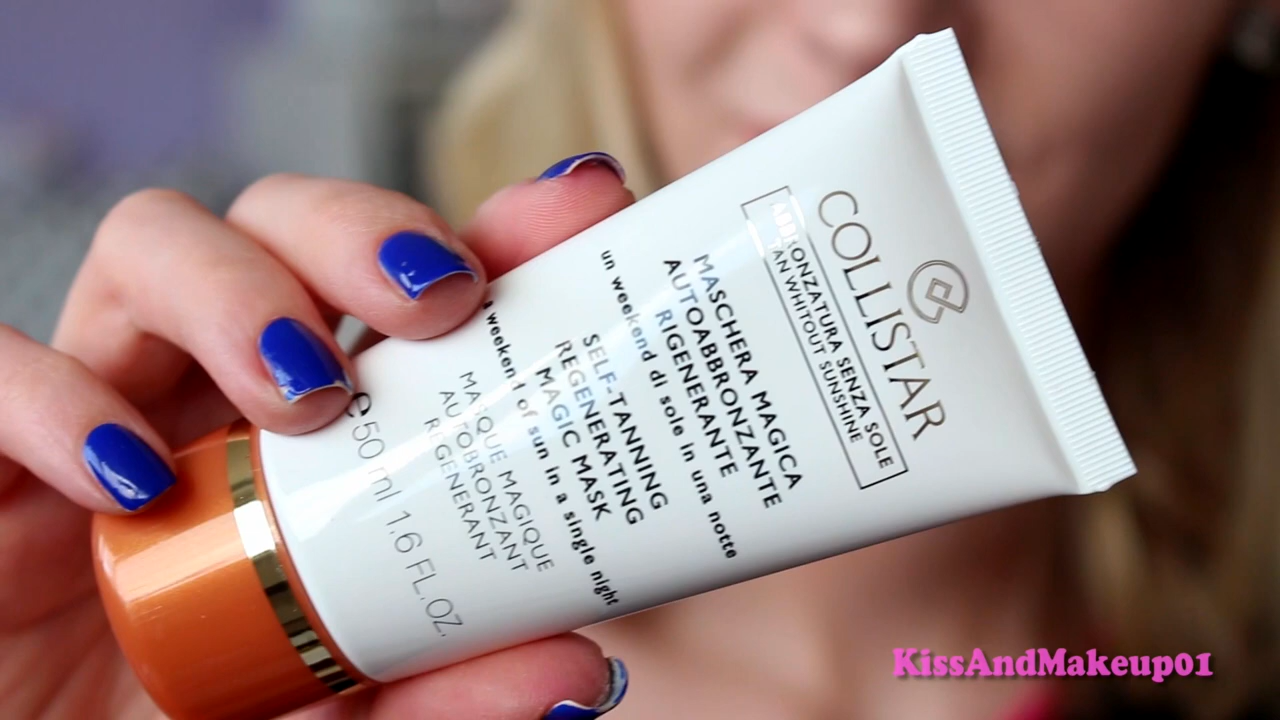 COLLISTAR
ABBRONZATURA SENZA SOLE
TAN WHITOUT SUNSHINE
MASCHERA MAGICA
AUTOABBRONZANTE
RIGENERANTE
un weekend di sole in una notte
SELF-TANNING
REGENERATING
MAGIC MASK
a weekend of sun in a single night
MASQUE MAGIQUE
AUTOBRONZANT
REGENERANT
e 50 ml 1.6 FL.OZ.
KissAndMakeup01